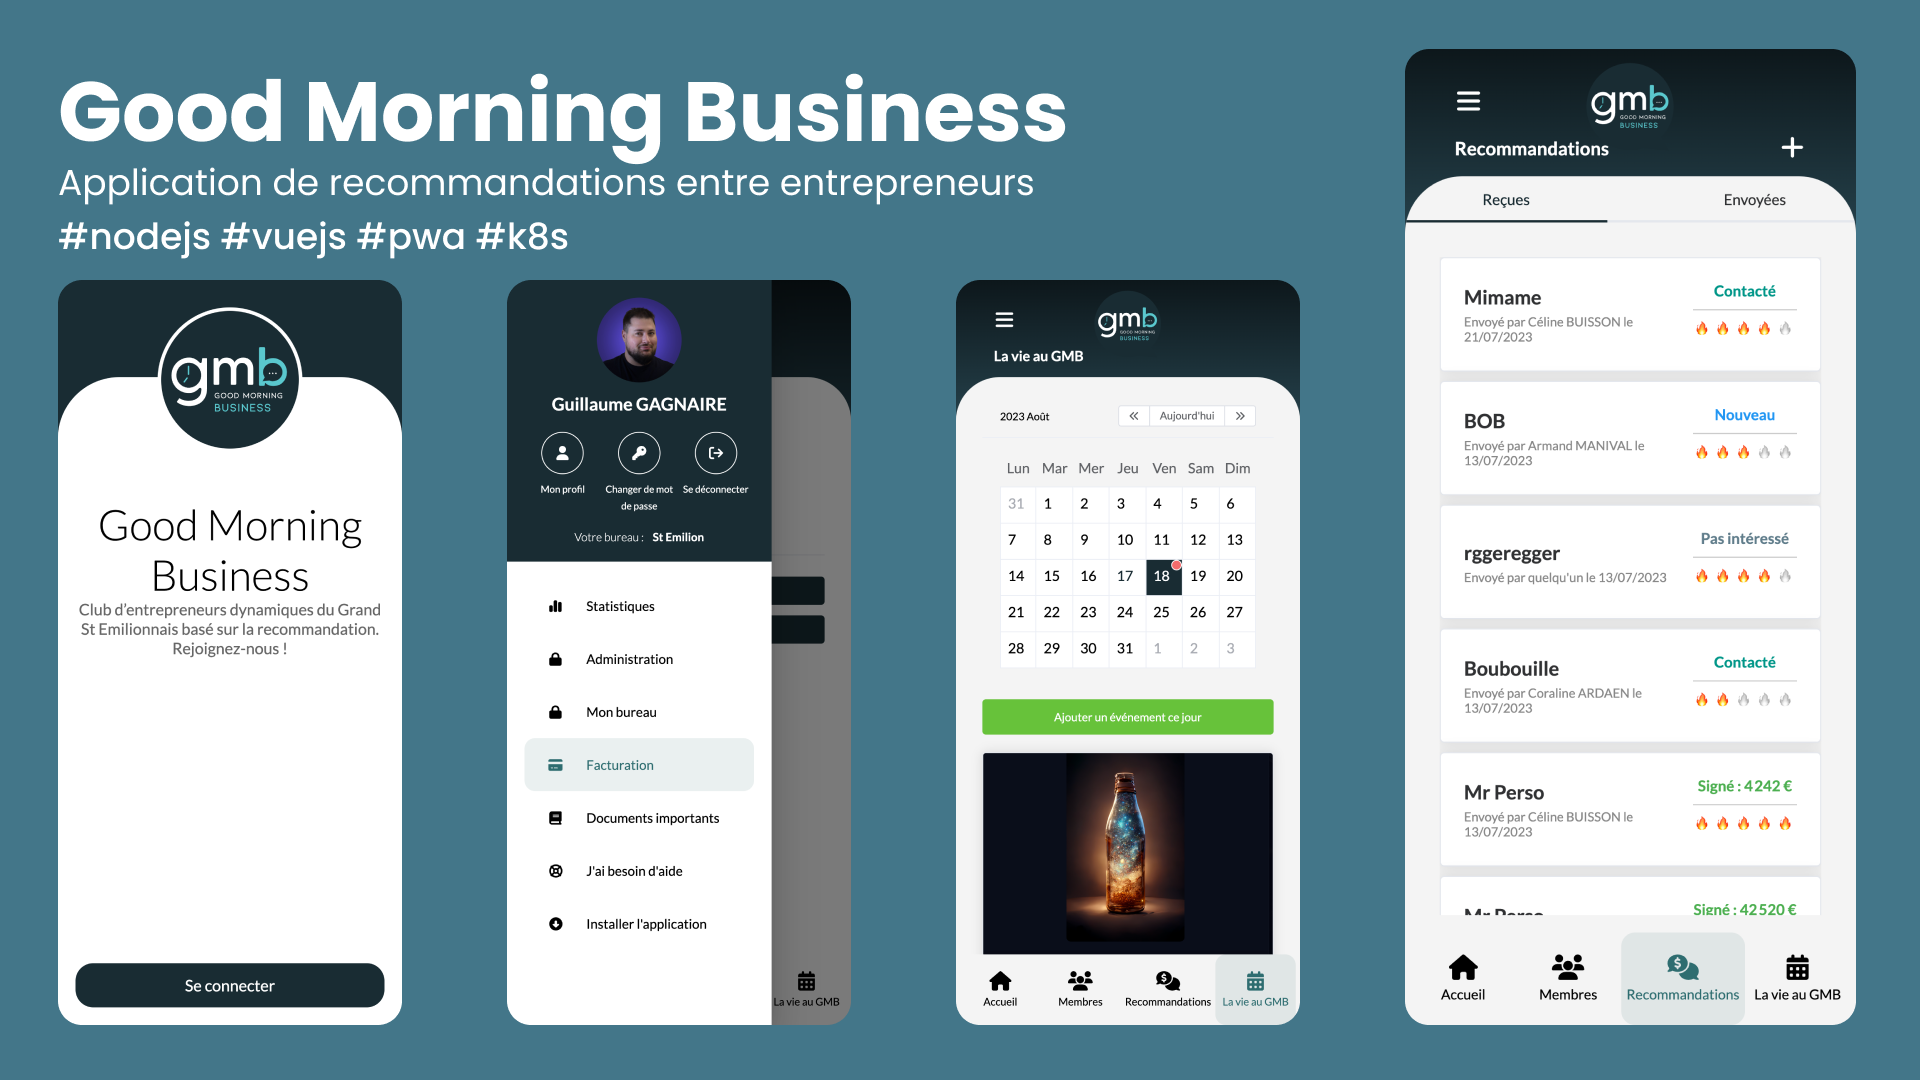 Good Morning Business
Application de recommandations entre entrepreneurs
#nodejs #vuejs #pwa #k8s
gmb
GOOD MORNING
BUSINESS
Good Morning
Business
Club d'entrepreneurs dynamiques du Grand
St Emilionnais basé sur la recommandation.
Rejoignez-nous !
Se connecter
Guillaume GAGNAIRE
Mon profil
Changer de mot
de passe
Se déconnecter
Votre bureau : St Emilion
Statistiques
Administration
Mon bureau
Facturation
Documents importants
J'ai besoin d'aide
Installer l'application
La vie au GMB
gmb
GOOD MORNING
BUSINESS
La vie au GMB
2023 Août
Aujourd'hui
Lun Mar Mer Jeu Ven Sam Dim
31 1 2 3 4 5 6
7 8 9 10 11 12 13
14 15 16 17 18 19 20
21 22 23 24 25 26 27
28 29 30 31 1 2 3
Ajouter un événement ce jour
Accueil Membres Recommandations La vie au GMB
gmb
GOOD MORNING
BUSINESS
Recommandations
Reçues Envoyées
Mimame
Envoyé par Céline BUISSON le
21/07/2023
Contacté
BOB
Envoyé par Armand MANIVAL le
13/07/2023
Nouveau
rggeregger
Envoyé par quelqu'un le 13/07/2023
Pas intéressé
Boubouille
Envoyé par Coraline ARDAEN le
13/07/2023
Contacté
Mr Perso
Envoyé par Céline BUISSON le
13/07/2023
Signé : 4 242 €
Mr Perso
Signé : 42 520 €
Accueil Membres Recommandations La vie au GMB